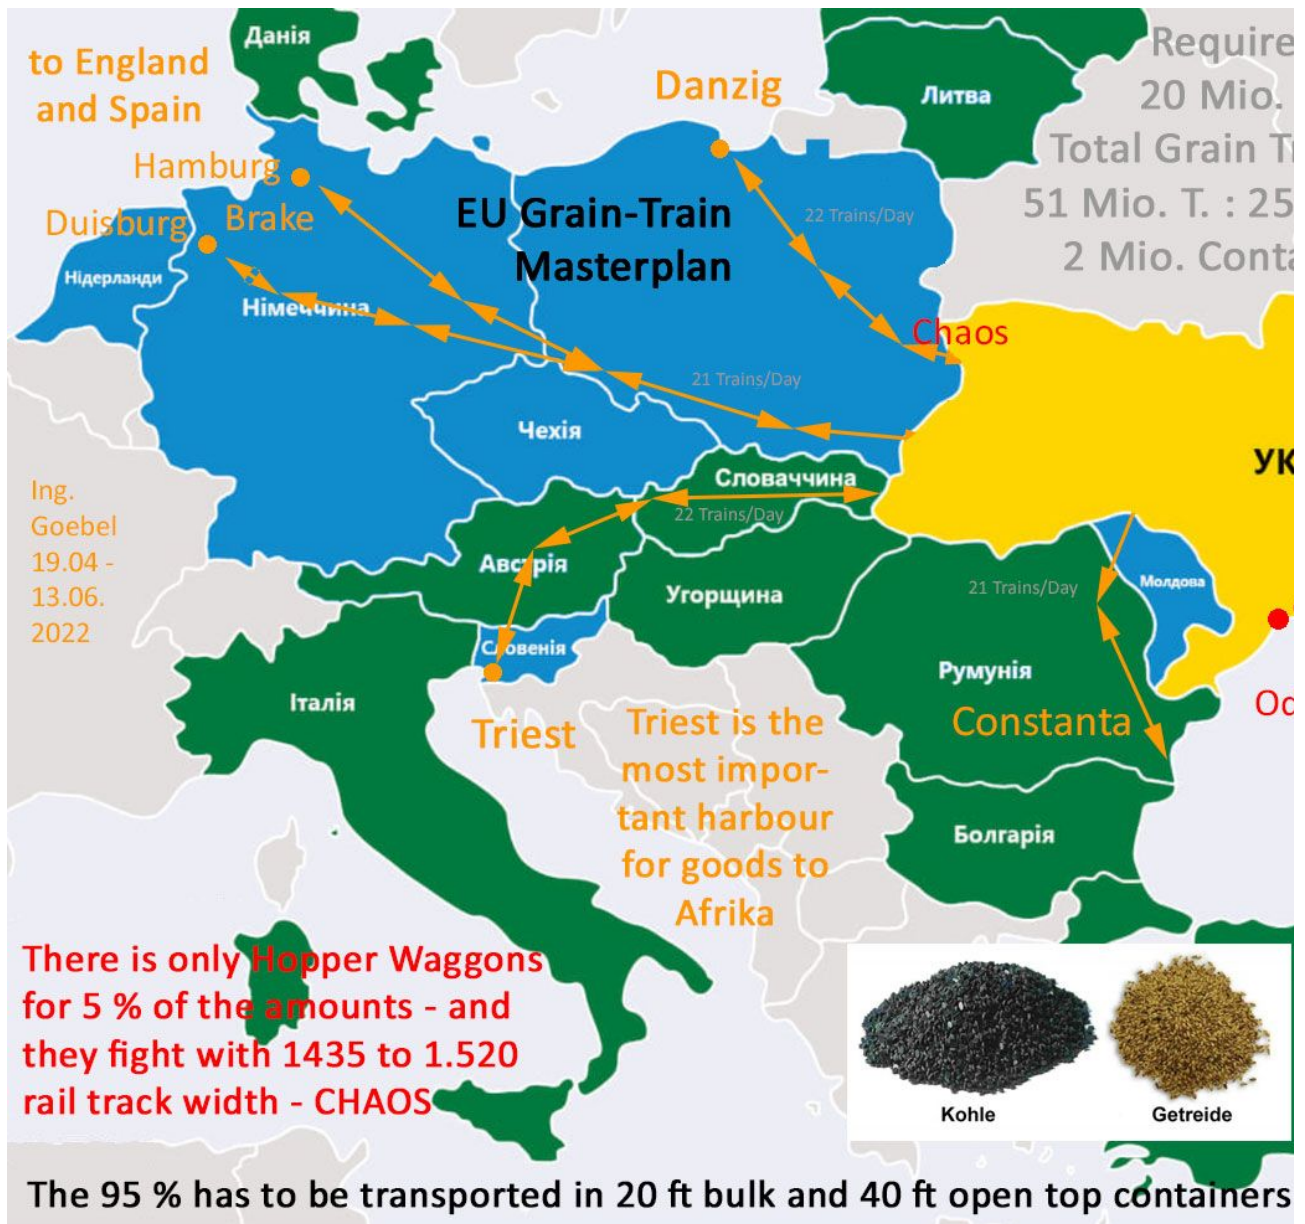 Данія
to England
and Spain
Danzig
Литва
Require
20 Mio.
Total Grain
51 Mio. T. : 25
2 Mio.
Hamburg
Duisburg
Brake
EU Grain-Train
Masterplan
22 Trains/Day
Нідерланди
Німеччина
Chaos
21 Trains/Day
Чехія
Словаччина
22 Trains/Day
УК
Ing.
Goebel
19.04 -
13.06.
2022
Австрія
Угорщина
21 Trains/Day
Молдова
Словенія
Румунія
Італія
Triest
Triest is the
most impor-
tant harbour
for goods to
Afrika
Constanta
Od
Болгарія
There is only Hopper Waggons
for 5 % of the amounts - and
they fight with 1435 to 1.520
rail track width - CHAOS
Kohle
Getreide
The 95 % has to be transported in 20 ft bulk and 40 ft open top containers